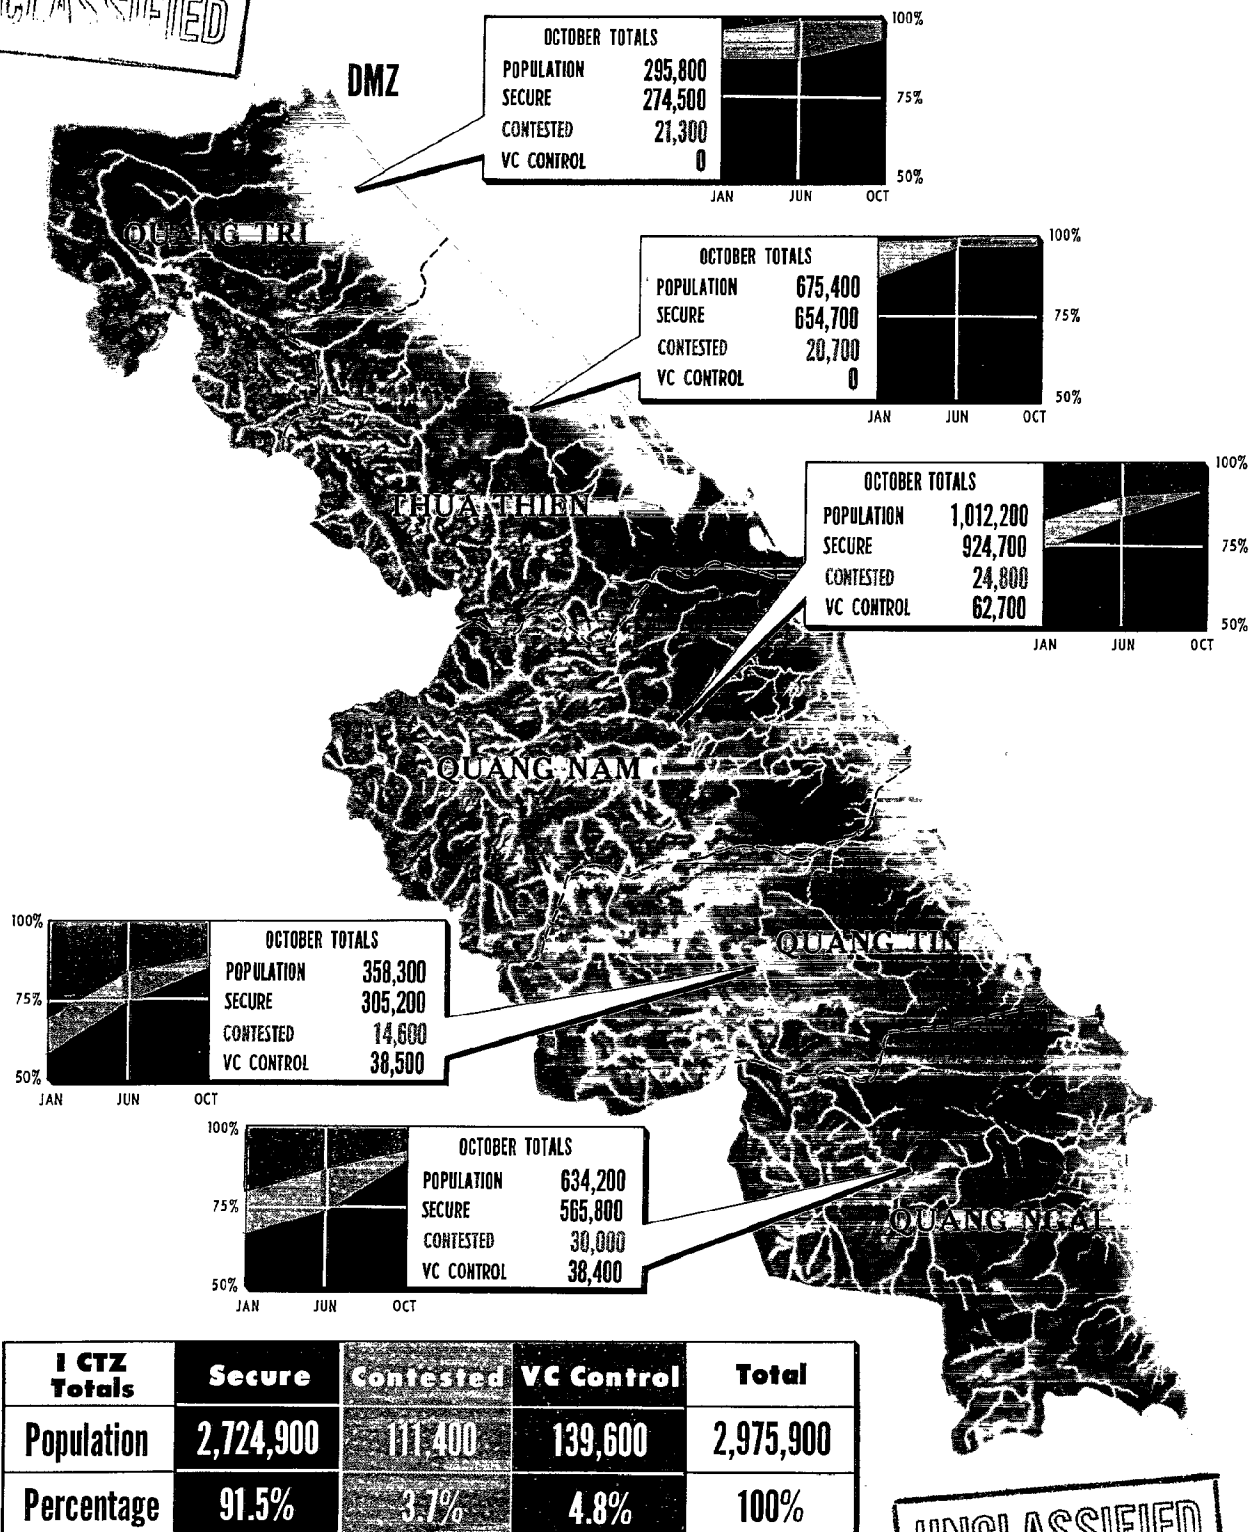 UNCLASSIFIED
DMZ
OCTOBER TOTALS
POPULATION 295,800
SECURE 274,500
CONTESTED 21,300
VC CONTROL 0
100%
75%
50%
JAN JUN OCT
QUANG TRI
OCTOBER TOTALS
POPULATION 675,400
SECURE 654,700
CONTESTED 20,700
VC CONTROL 0
100%
75%
50%
JAN JUN OCT
THUA THIEN
OCTOBER TOTALS
POPULATION 1,012,200
SECURE 924,700
CONTESTED 24,800
VC CONTROL 62,700
100%
75%
50%
JAN JUN OCT
QUANG NAM
100%
75%
50%
JAN JUN OCT
OCTOBER TOTALS
POPULATION 358,300
SECURE 305,200
CONTESTED 14,600
VC CONTROL 38,500
QUANG TIN
100%
75%
50%
JAN JUN OCT
OCTOBER TOTALS
POPULATION 634,200
SECURE 565,800
CONTESTED 30,000
VC CONTROL 38,400
QUANG NGAI
I CTZ
Totals Secure Contested VC Control Total
Population 2,724,900 111,400 139,600 2,975,900
Percentage 91.5% 3.7% 4.8% 100%
UNCLASSIFIED